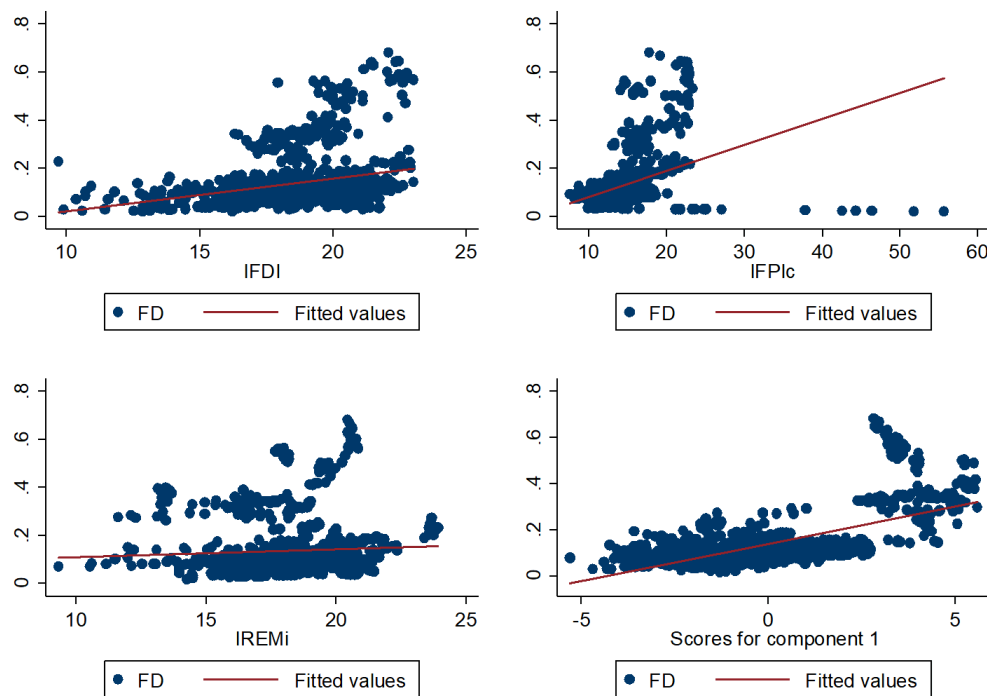 .8
.6
.4
.2
0
10 15 20 25
lFDI
FD Fitted values
.8
.6
.4
.2
0
10 20 30 40 50 60
lFPIc
FD Fitted values
.8
.6
.4
.2
0
10 15 20 25
lREMi
FD Fitted values
.8
.6
.4
.2
0
-5 0 5
Scores for component 1
FD Fitted values